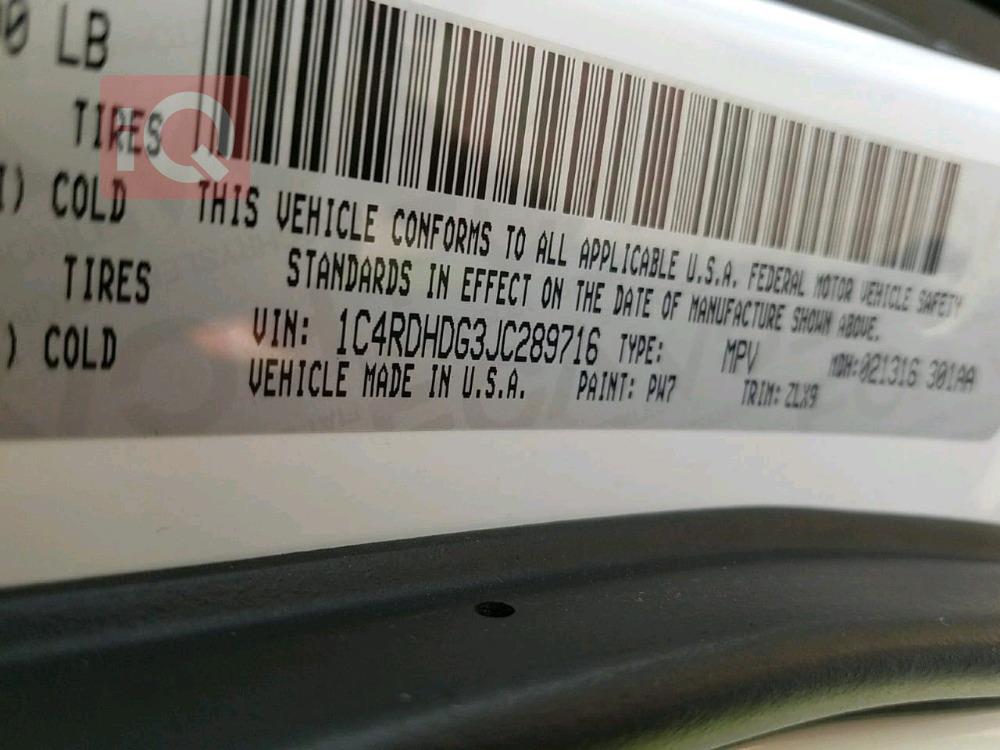 LB
TIRES
IQ
COLD
TIRES
) COLD
THIS VEHICLE CONFORMS TO ALL APPLICABLE U.S.A. FEDERAL MOTOR VEHICLE SAFETY
STANDARDS IN EFFECT ON THE DATE OF MANUFACTURE SHOWN ABOVE.
VIN: 1C4RDHDG3JC289716 TYPE: MPV MDH:021316 301AA
VEHICLE MADE IN U.S.A. PAINT: PW7 TRIM: ZLX9